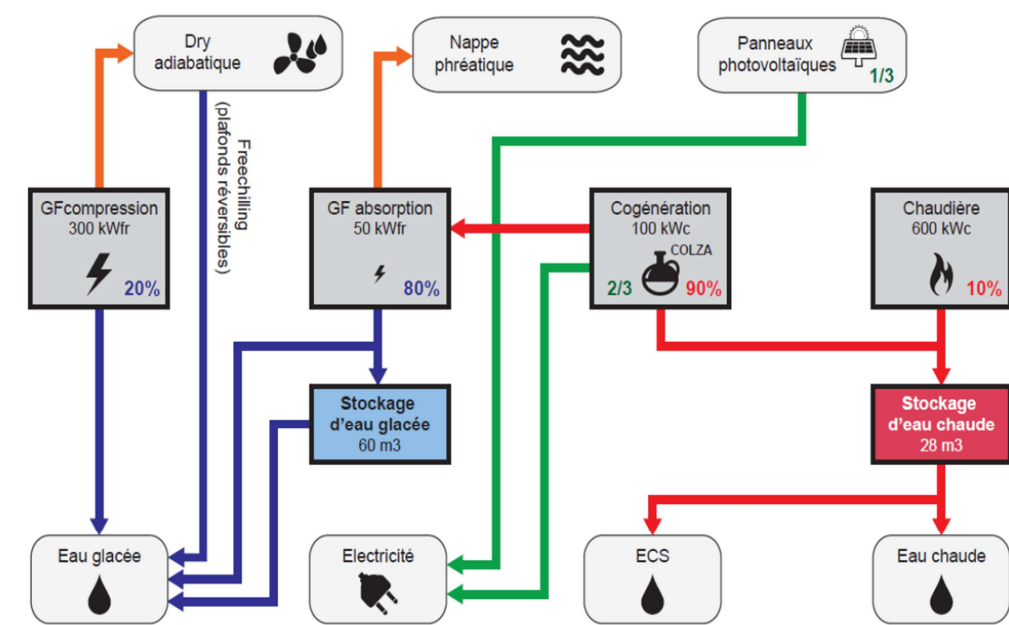 Dry
adiabatique
Nappe
phréatique
Panneaux
photovoltaïques
1/3
Freechilling
(plafonds réversibles)
GFcompression
300 kWfr
20%
GF absorption
50 kWfr
80%
Cogénération
100 kWc
COLZA
2/3
90%
Chaudière
600 kWc
10%
Stockage
d'eau glacée
60 m3
Stockage
d'eau chaude
28 m3
Eau glacée
Electricité
ECS
Eau chaude